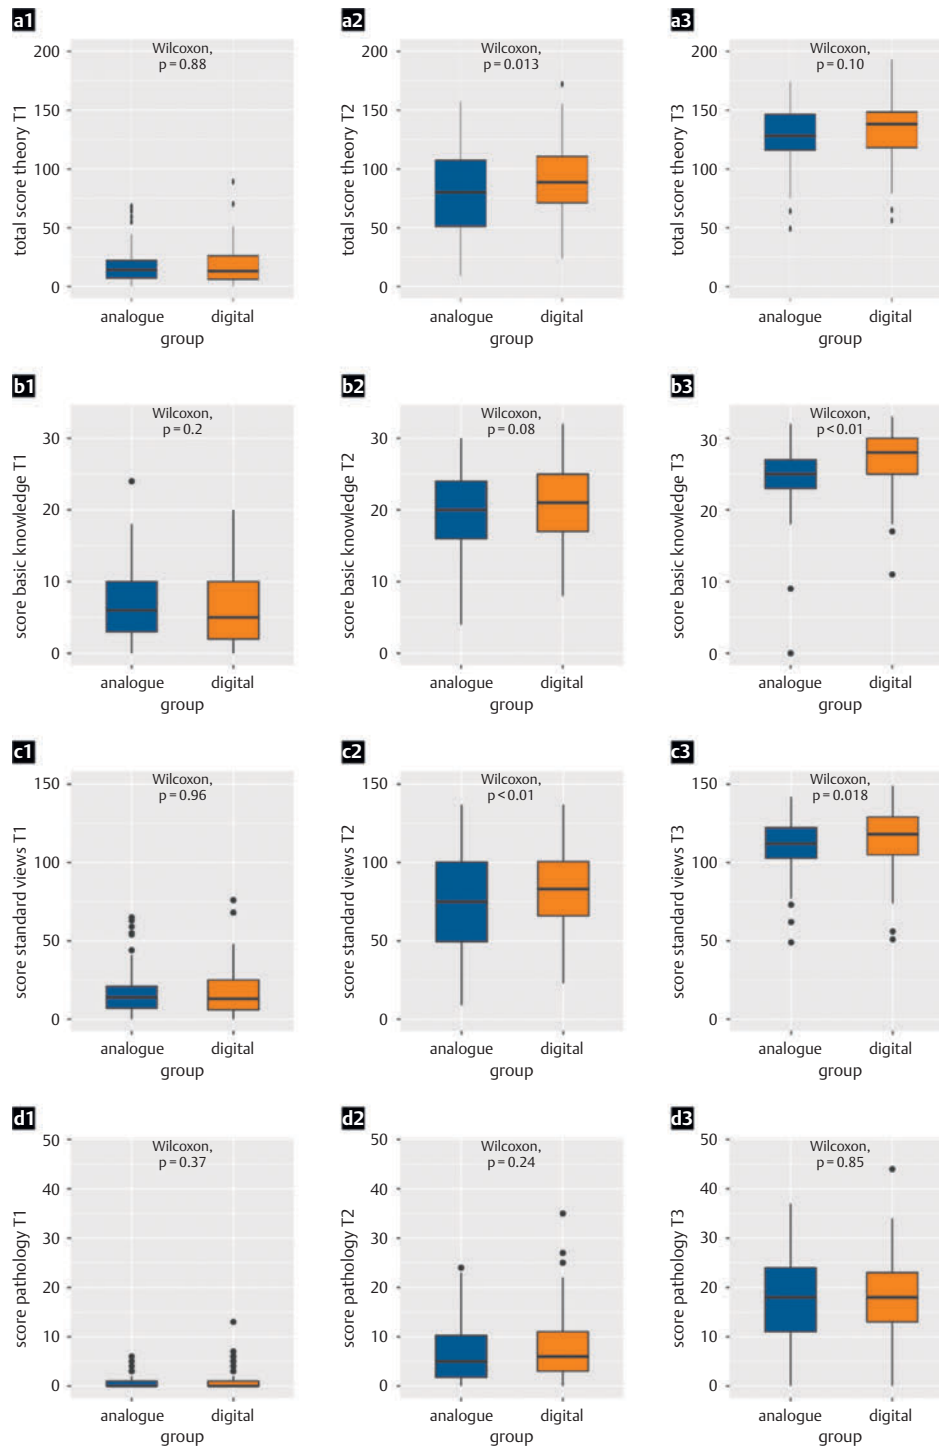 a1
Wilcoxon,
p = 0.88
total score theory T1
200
150
100
50
0
analogue
digital
group
a2
Wilcoxon,
p = 0.013
total score theory T2
200
150
100
50
0
analogue
digital
group
a3
Wilcoxon,
p = 0.10
total score theory T3
200
150
100
50
0
analogue
digital
group
b1
Wilcoxon,
p = 0.2
score basic knowledge T1
30
20
10
0
analogue
digital
group
b2
Wilcoxon,
p = 0.08
score basic knowledge T2
30
20
10
0
analogue
digital
group
b3
Wilcoxon,
p < 0.01
score basic knowledge T3
30
20
10
0
analogue
digital
group
c1
Wilcoxon,
p = 0.96
score standard views T1
150
100
50
0
analogue
digital
group
c2
Wilcoxon,
p < 0.01
score standard views T2
150
100
50
0
analogue
digital
group
c3
Wilcoxon,
p = 0.018
score standard views T3
150
100
50
0
analogue
digital
group
d1
Wilcoxon,
p = 0.37
score pathology T1
50
40
30
20
10
0
analogue
digital
group
d2
Wilcoxon,
p = 0.24
score pathology T2
50
40
30
20
10
0
analogue
digital
group
d3
Wilcoxon,
p = 0.85
score pathology T3
50
40
30
20
10
0
analogue
digital
group